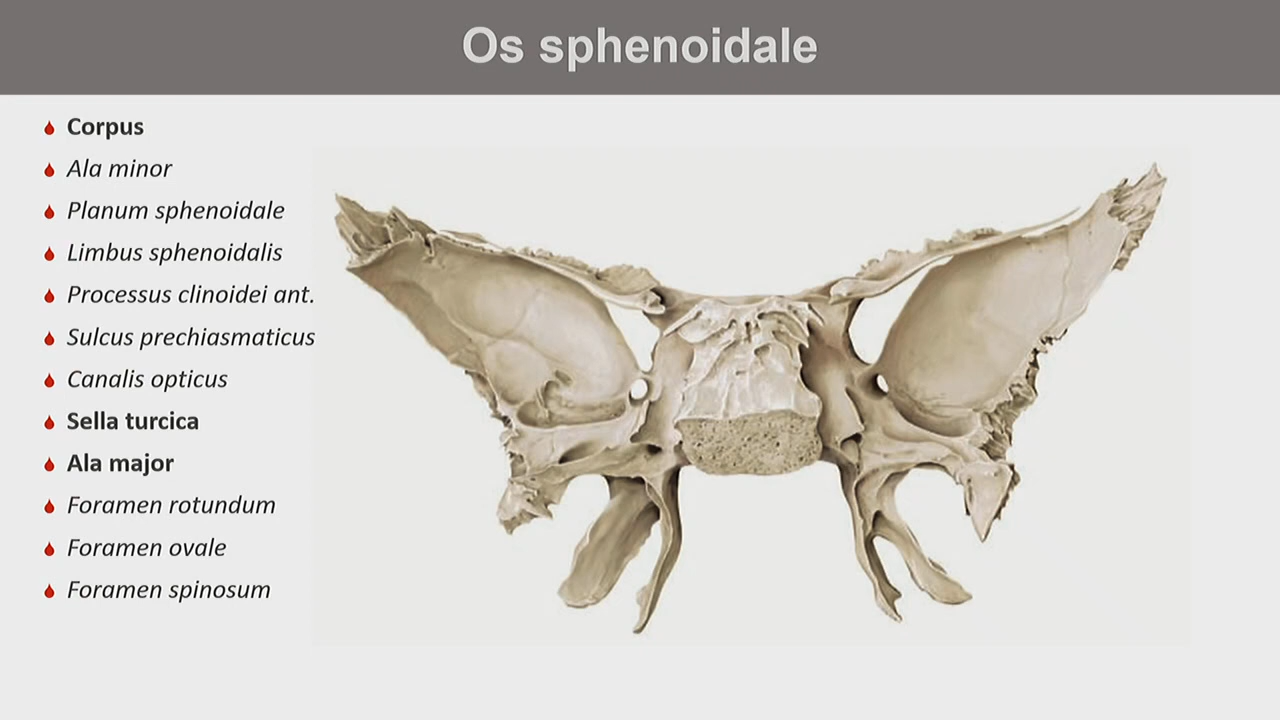 Os sphenoidale
Corpus
Ala minor
Planum sphenoidale
Limbus sphenoidalis
Processus clinoidei ant.
Sulcus prechiasmaticus
Canalis opticus
Sella turcica
Ala major
Foramen rotundum
Foramen ovale
Foramen spinosum